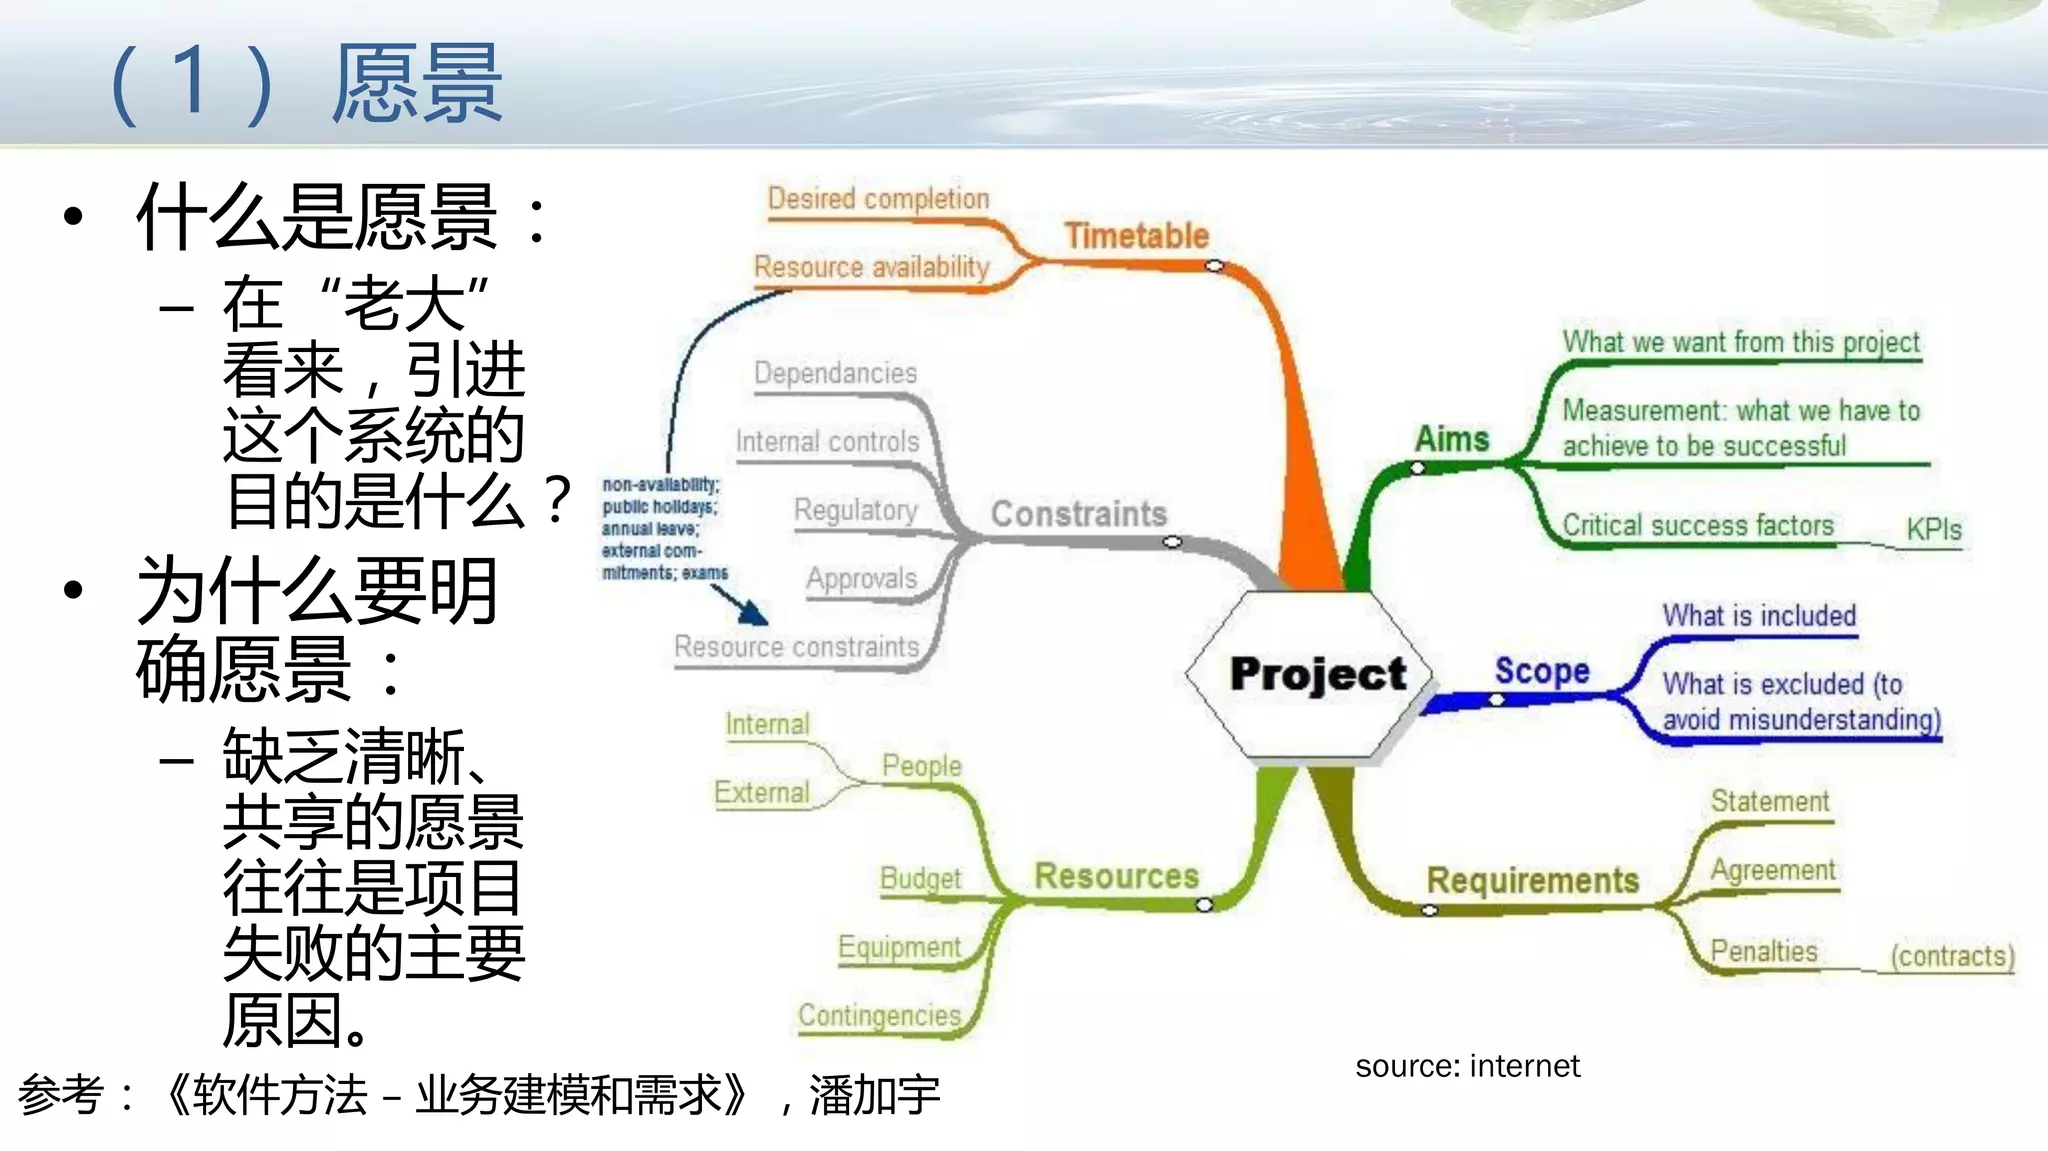 （1）愿景
• 什么是愿景：
– 在“老大”
看来，引进
这个系统的
目的是什么？
• 为什么要明
确愿景：
– 缺乏清晰、
共享的愿景
往往是项目
失败的主要
原因。
参考：《软件方法 – 业务建模和需求》，潘加宇
Desired completion
Resource availability
Timetable
Dependancies
Internal controls
Regulatory
Approvals
Resource constraints
Constraints
non-availability;
public holidays;
annual leave;
external com-
mitments; exams
Internal
External
People
Budget
Equipment
Contingencies
Resources
Project
What we want from this project
Measurement: what we have to
achieve to be successful
Critical success factors
KPIs
Aims
What is included
What is excluded (to
avoid misunderstanding)
Scope
Statement
Agreement
Penalties
(contracts)
Requirements
source: internet